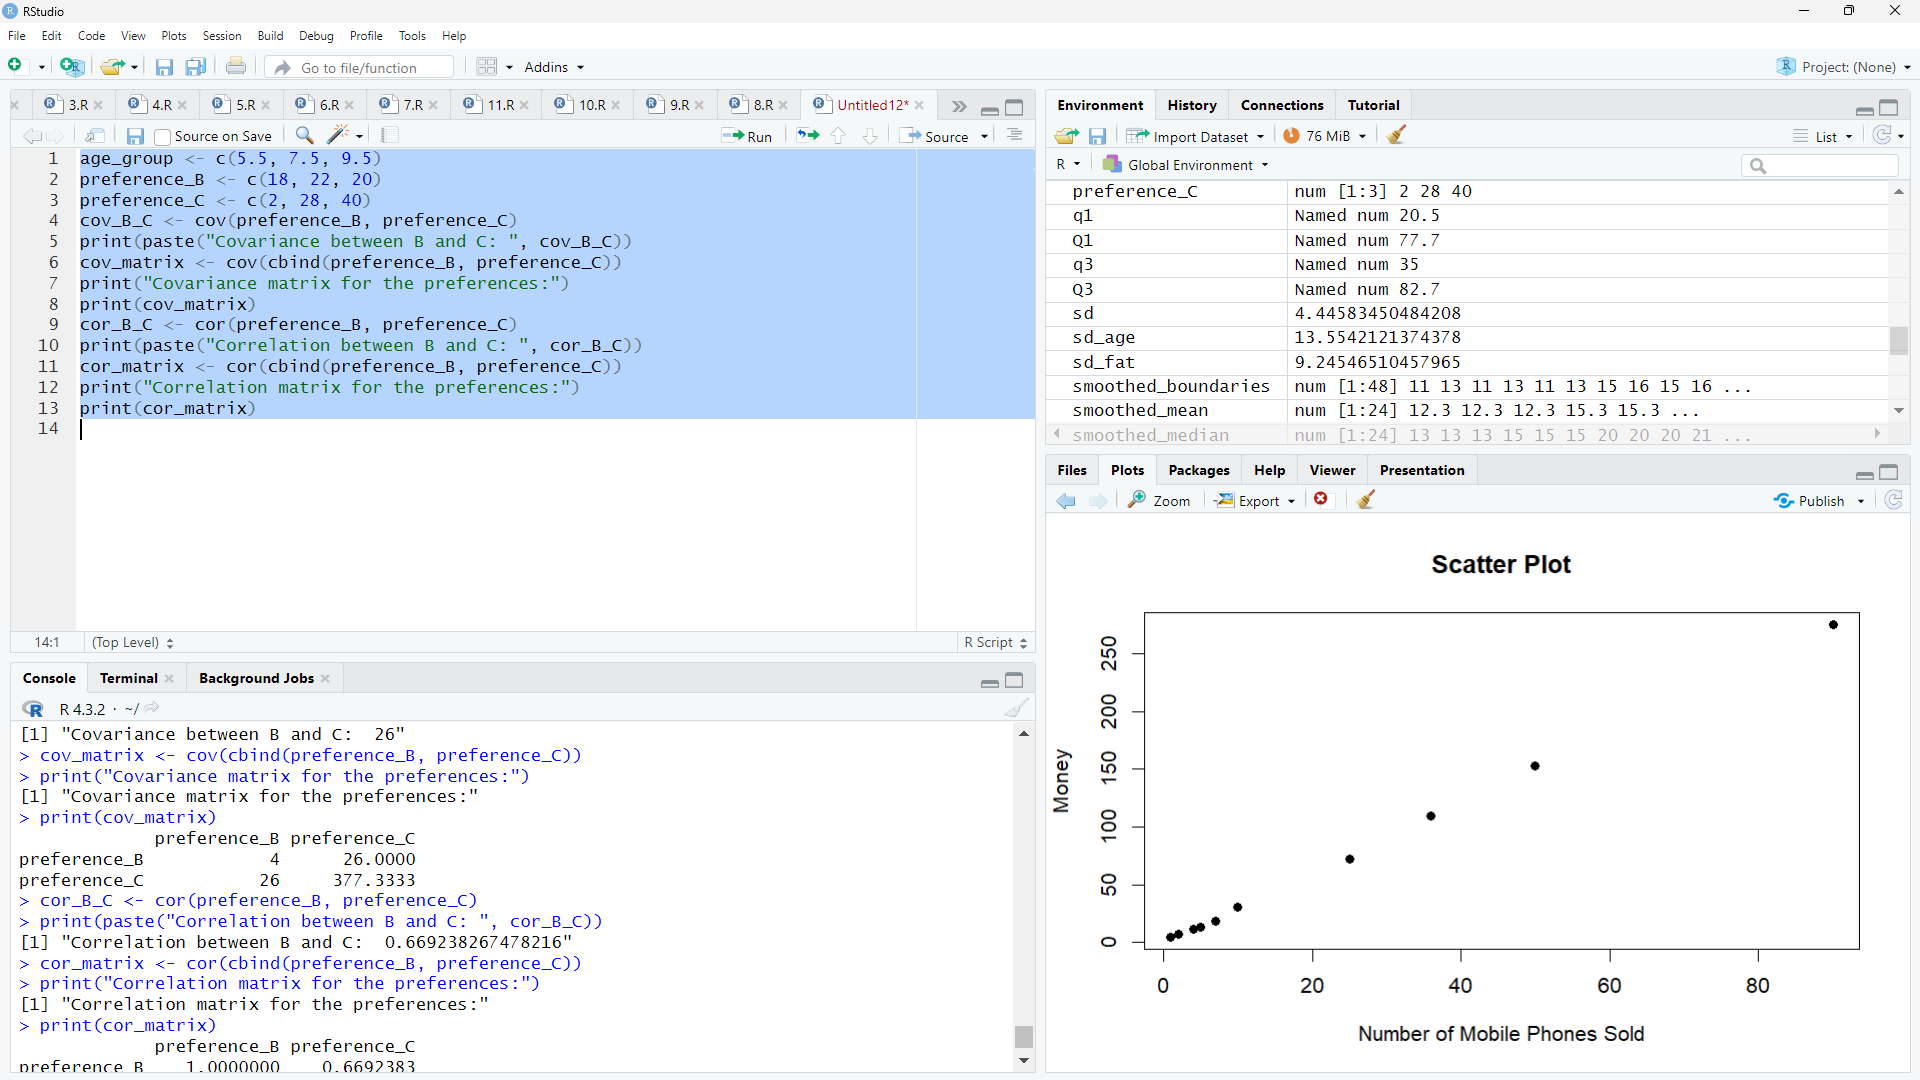 RStudio
File Edit Code View Plots Session Build Debug Profile Tools Help
Go to file/function
Addins
Project: (None)
3.R 4.R 5.R 6.R 7.R 11.R 10.R 9.R 8.R Untitled12*
Source on Save
Run
Source
1 age_group <- c(5.5, 7.5, 9.5)
2 preference_B <- c(18, 22, 20)
3 preference_C <- c(2, 28, 40)
4 cov_B_C <- cov(preference_B, preference_C)
5 print(paste("Covariance between B and C: ", cov_B_C))
6 cov_matrix <- cov(cbind(preference_B, preference_C))
7 print("Covariance matrix for the preferences:")
8 print(cov_matrix)
9 cor_B_C <- cor(preference_B, preference_C)
10 print(paste("Correlation between B and C: ", cor_B_C))
11 cor_matrix <- cor(cbind(preference_B, preference_C))
12 print("Correlation matrix for the preferences:")
13 print(cor_matrix)
14
14:1 (Top Level) R Script
Console Terminal Background Jobs
R 4.3.2 · ~/
[1] "Covariance between B and C:  26"
> cov_matrix <- cov(cbind(preference_B, preference_C))
> print("Covariance matrix for the preferences:")
[1] "Covariance matrix for the preferences:"
> print(cov_matrix)
preference_B preference_C
preference_B 4 26.0000
preference_C 26 377.3333
> cor_B_C <- cor(preference_B, preference_C)
> print(paste("Correlation between B and C: ", cor_B_C))
[1] "Correlation between B and C:  0.669238267478216"
> cor_matrix <- cor(cbind(preference_B, preference_C))
> print("Correlation matrix for the preferences:")
[1] "Correlation matrix for the preferences:"
> print(cor_matrix)
preference_B preference_C
preference_B 1.0000000 0.6692383
Environment History Connections Tutorial
Import Dataset 76 MiB List
R Global Environment
preference_C num [1:3] 2 28 40
q1 Named num 20.5
Q1 Named num 77.7
q3 Named num 35
Q3 Named num 82.7
sd 4.44583450484208
sd_age 13.5542121374378
sd_fat 9.24546510457965
smoothed_boundaries num [1:48] 11 13 11 13 11 13 15 16 15 16 ...
smoothed_mean num [1:24] 12.3 12.3 12.3 15.3 15.3 ...
smoothed_median num [1:24] 13 13 13 15 15 15 20 20 20 21 ...
Files Plots Packages Help Viewer Presentation
Zoom Export Publish
Scatter Plot
Money
250
200
150
100
50
0
0 20 40 60 80
Number of Mobile Phones Sold